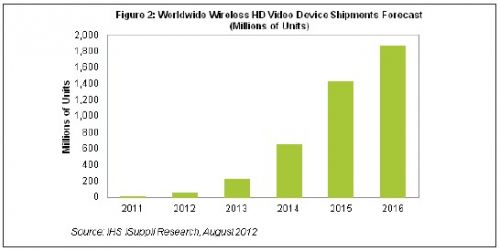 Figure 2: Worldwide Wireless HD Video Device Shipments Forecast
(Millions of Units)
Millions of Units
2,000
1,800
1,600
1,400
1,200
1,000
800
600
400
200
0
2011 2012 2013 2014 2015 2016
Source: IHS iSuppli Research, August 2012